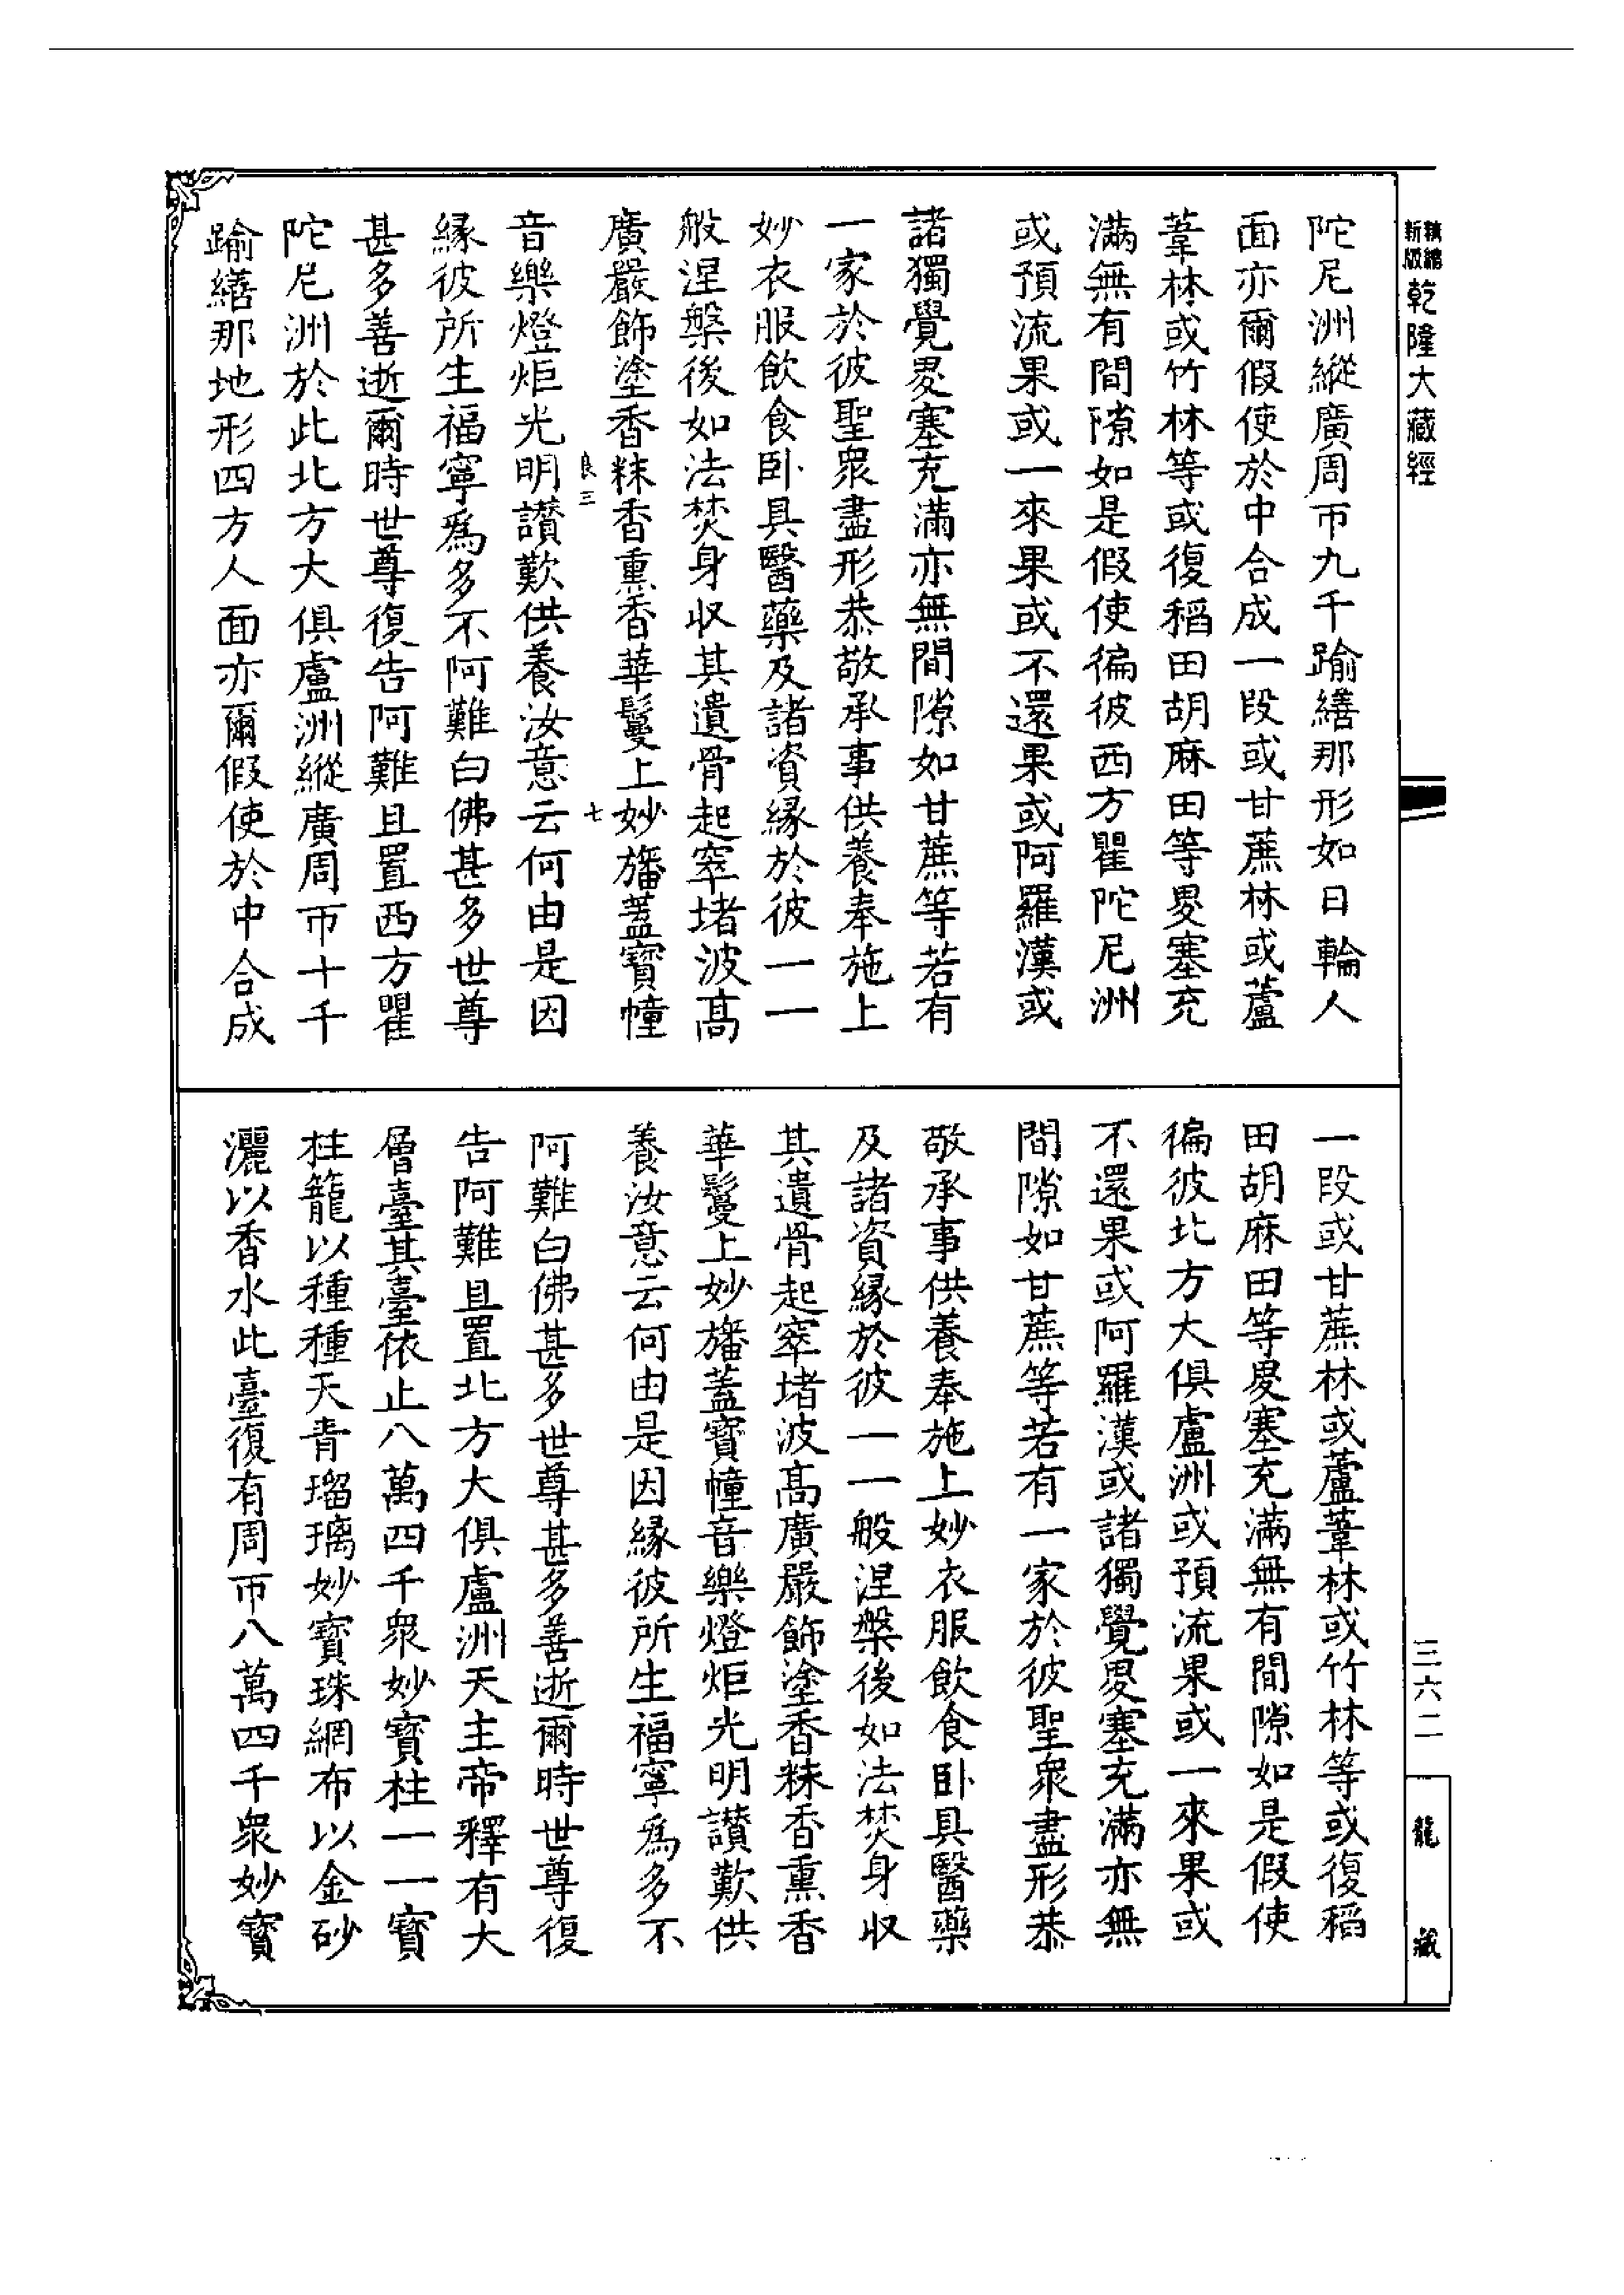 精縮新版乾隆大藏經
陀尼洲縱廣周帀九千踰繕那形如日輪人
面亦爾假使於中合成一段或甘蔗林或蘆
葦林或竹林等或復稻田胡麻田等稠塞充
滿無有間隙如是假使徧彼西方瞿陀尼洲
或預流果或一來果或不還果或阿羅漢或
諸獨覺稠塞充滿亦無間隙如甘蔗等若有
一家於彼聖眾盡形恭敬承事供養奉施上
妙衣服飲食臥具醫藥及諸資緣於彼一一
般涅槃後如法焚身収其遺骨起窣堵波高
廣嚴飾塗香粖香熏香華鬘上妙旛蓋寶幢
三 七
音樂燈炬光明讚歎供養汝意云何由是因
緣彼所生福寧為多不阿難白佛甚多世尊
甚多善逝爾時世尊復告阿難且置西方瞿
陀尼洲於此北方大俱盧洲縱廣周帀十千
踰繕那地形四方人面亦爾假使於中合成
一段或甘蔗林或蘆葦林或竹林等或復稻
田胡麻田等稠塞充滿無有間隙如是假使
徧彼北方大俱盧洲或預流果或一來果或
不還果或阿羅漢或諸獨覺稠塞充滿亦無
間隙如甘蔗等若有一家於彼聖眾盡形恭
敬承事供養奉施上妙衣服飲食臥具醫藥
及諸資緣於彼一一般涅槃後如法焚身収
其遺骨起窣堵波高廣嚴飾塗香粖香熏香
華鬘上妙旛蓋寶幢音樂燈炬光明讚歎供
養汝意云何由是因緣彼所生福寧為多不
阿難白佛甚多世尊甚多善逝爾時世尊復
告阿難且置北方大俱盧洲天主帝釋有大
層臺其臺依止八萬四千眾妙寶柱一一寶
柱籠以種種天青瑠璃妙寶珠網布以金砂
灑以香水此臺復有周帀八萬四千眾妙寶
三六二
龍藏